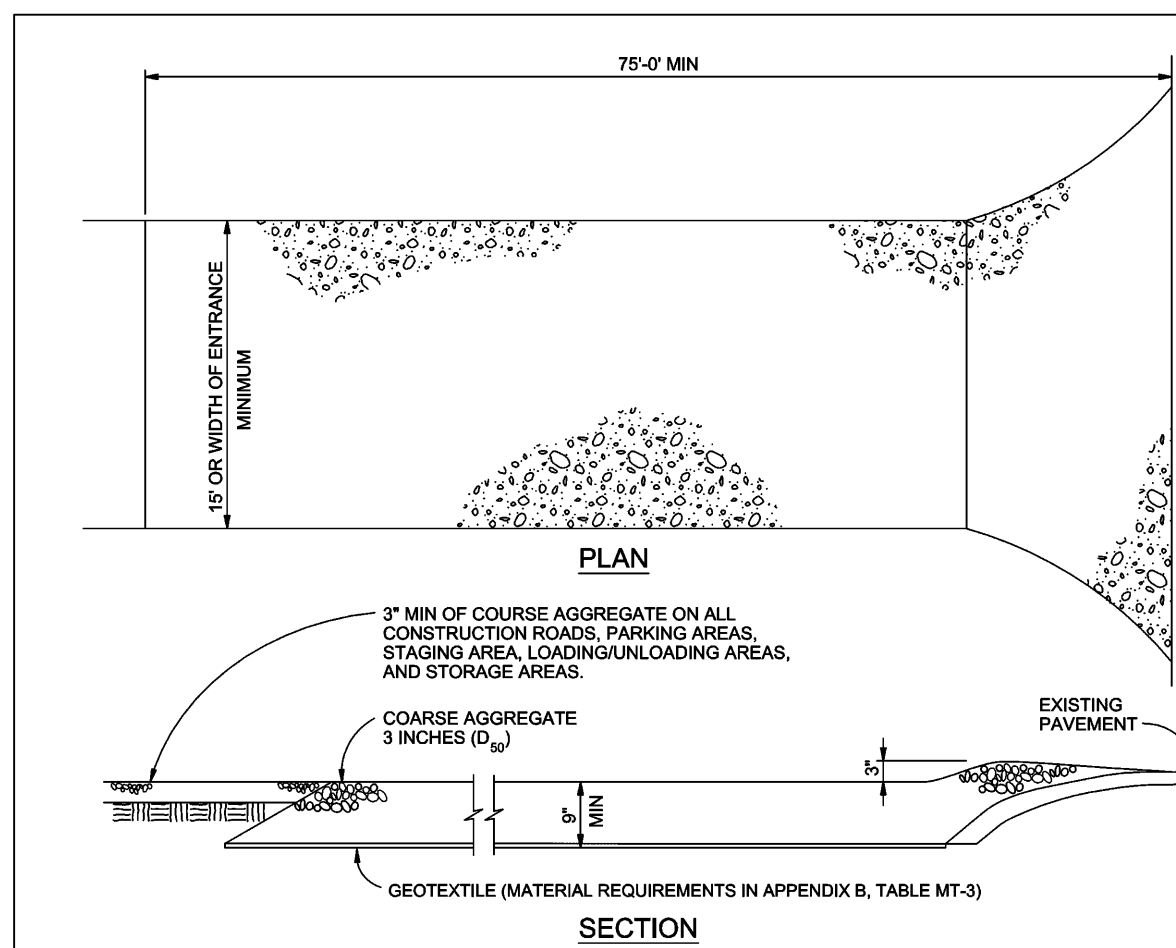 75'-0' MIN
15' OR WIDTH OF ENTRANCE
MINIMUM
PLAN
3" MIN OF COURSE AGGREGATE ON ALL
CONSTRUCTION ROADS, PARKING AREAS,
STAGING AREA, LOADING/UNLOADING AREAS,
AND STORAGE AREAS.
COARSE AGGREGATE
3 INCHES (D50)
EXISTING
PAVEMENT
3"
9"
MIN
GEOTEXTILE (MATERIAL REQUIREMENTS IN APPENDIX B, TABLE MT-3)
SECTION